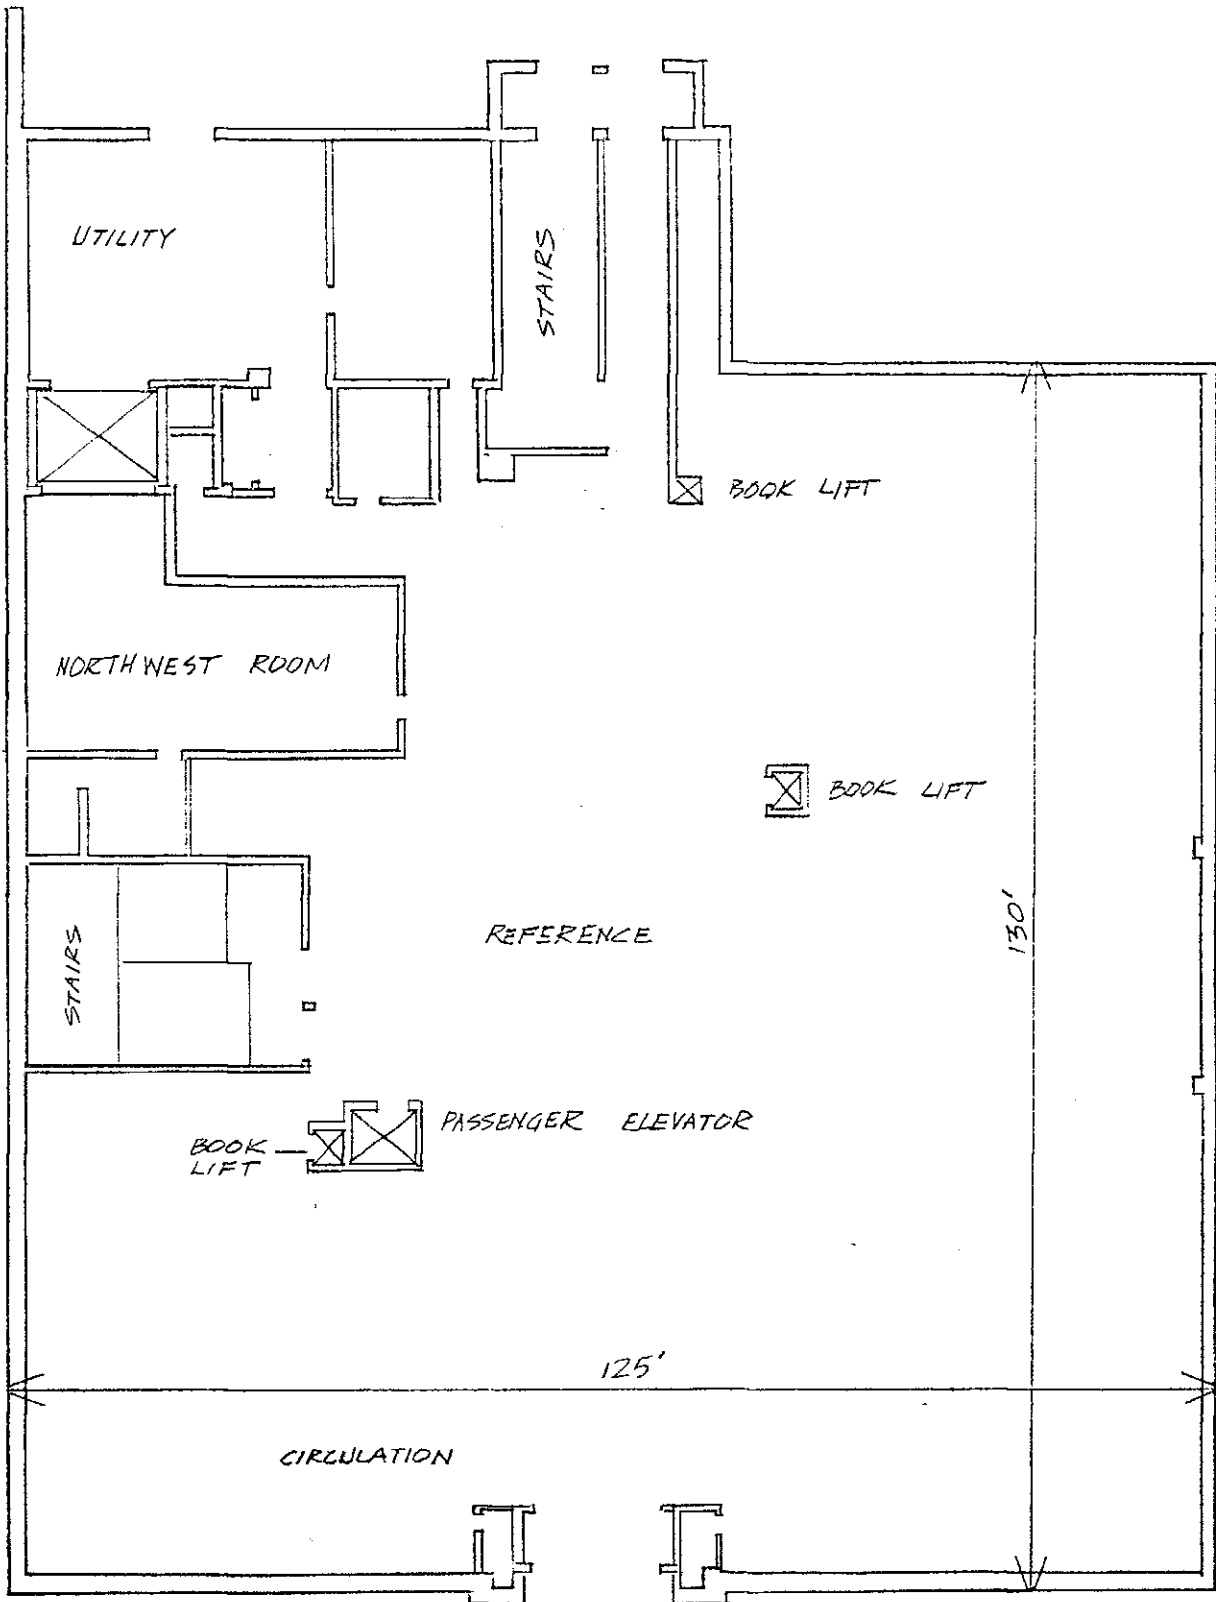 UTILITY
STAIRS
BOOK LIFT
NORTHWEST ROOM
BOOK LIFT
REFERENCE
130'
STAIRS
PASSENGER ELEVATOR
BOOK
LIFT
125'
CIRCULATION